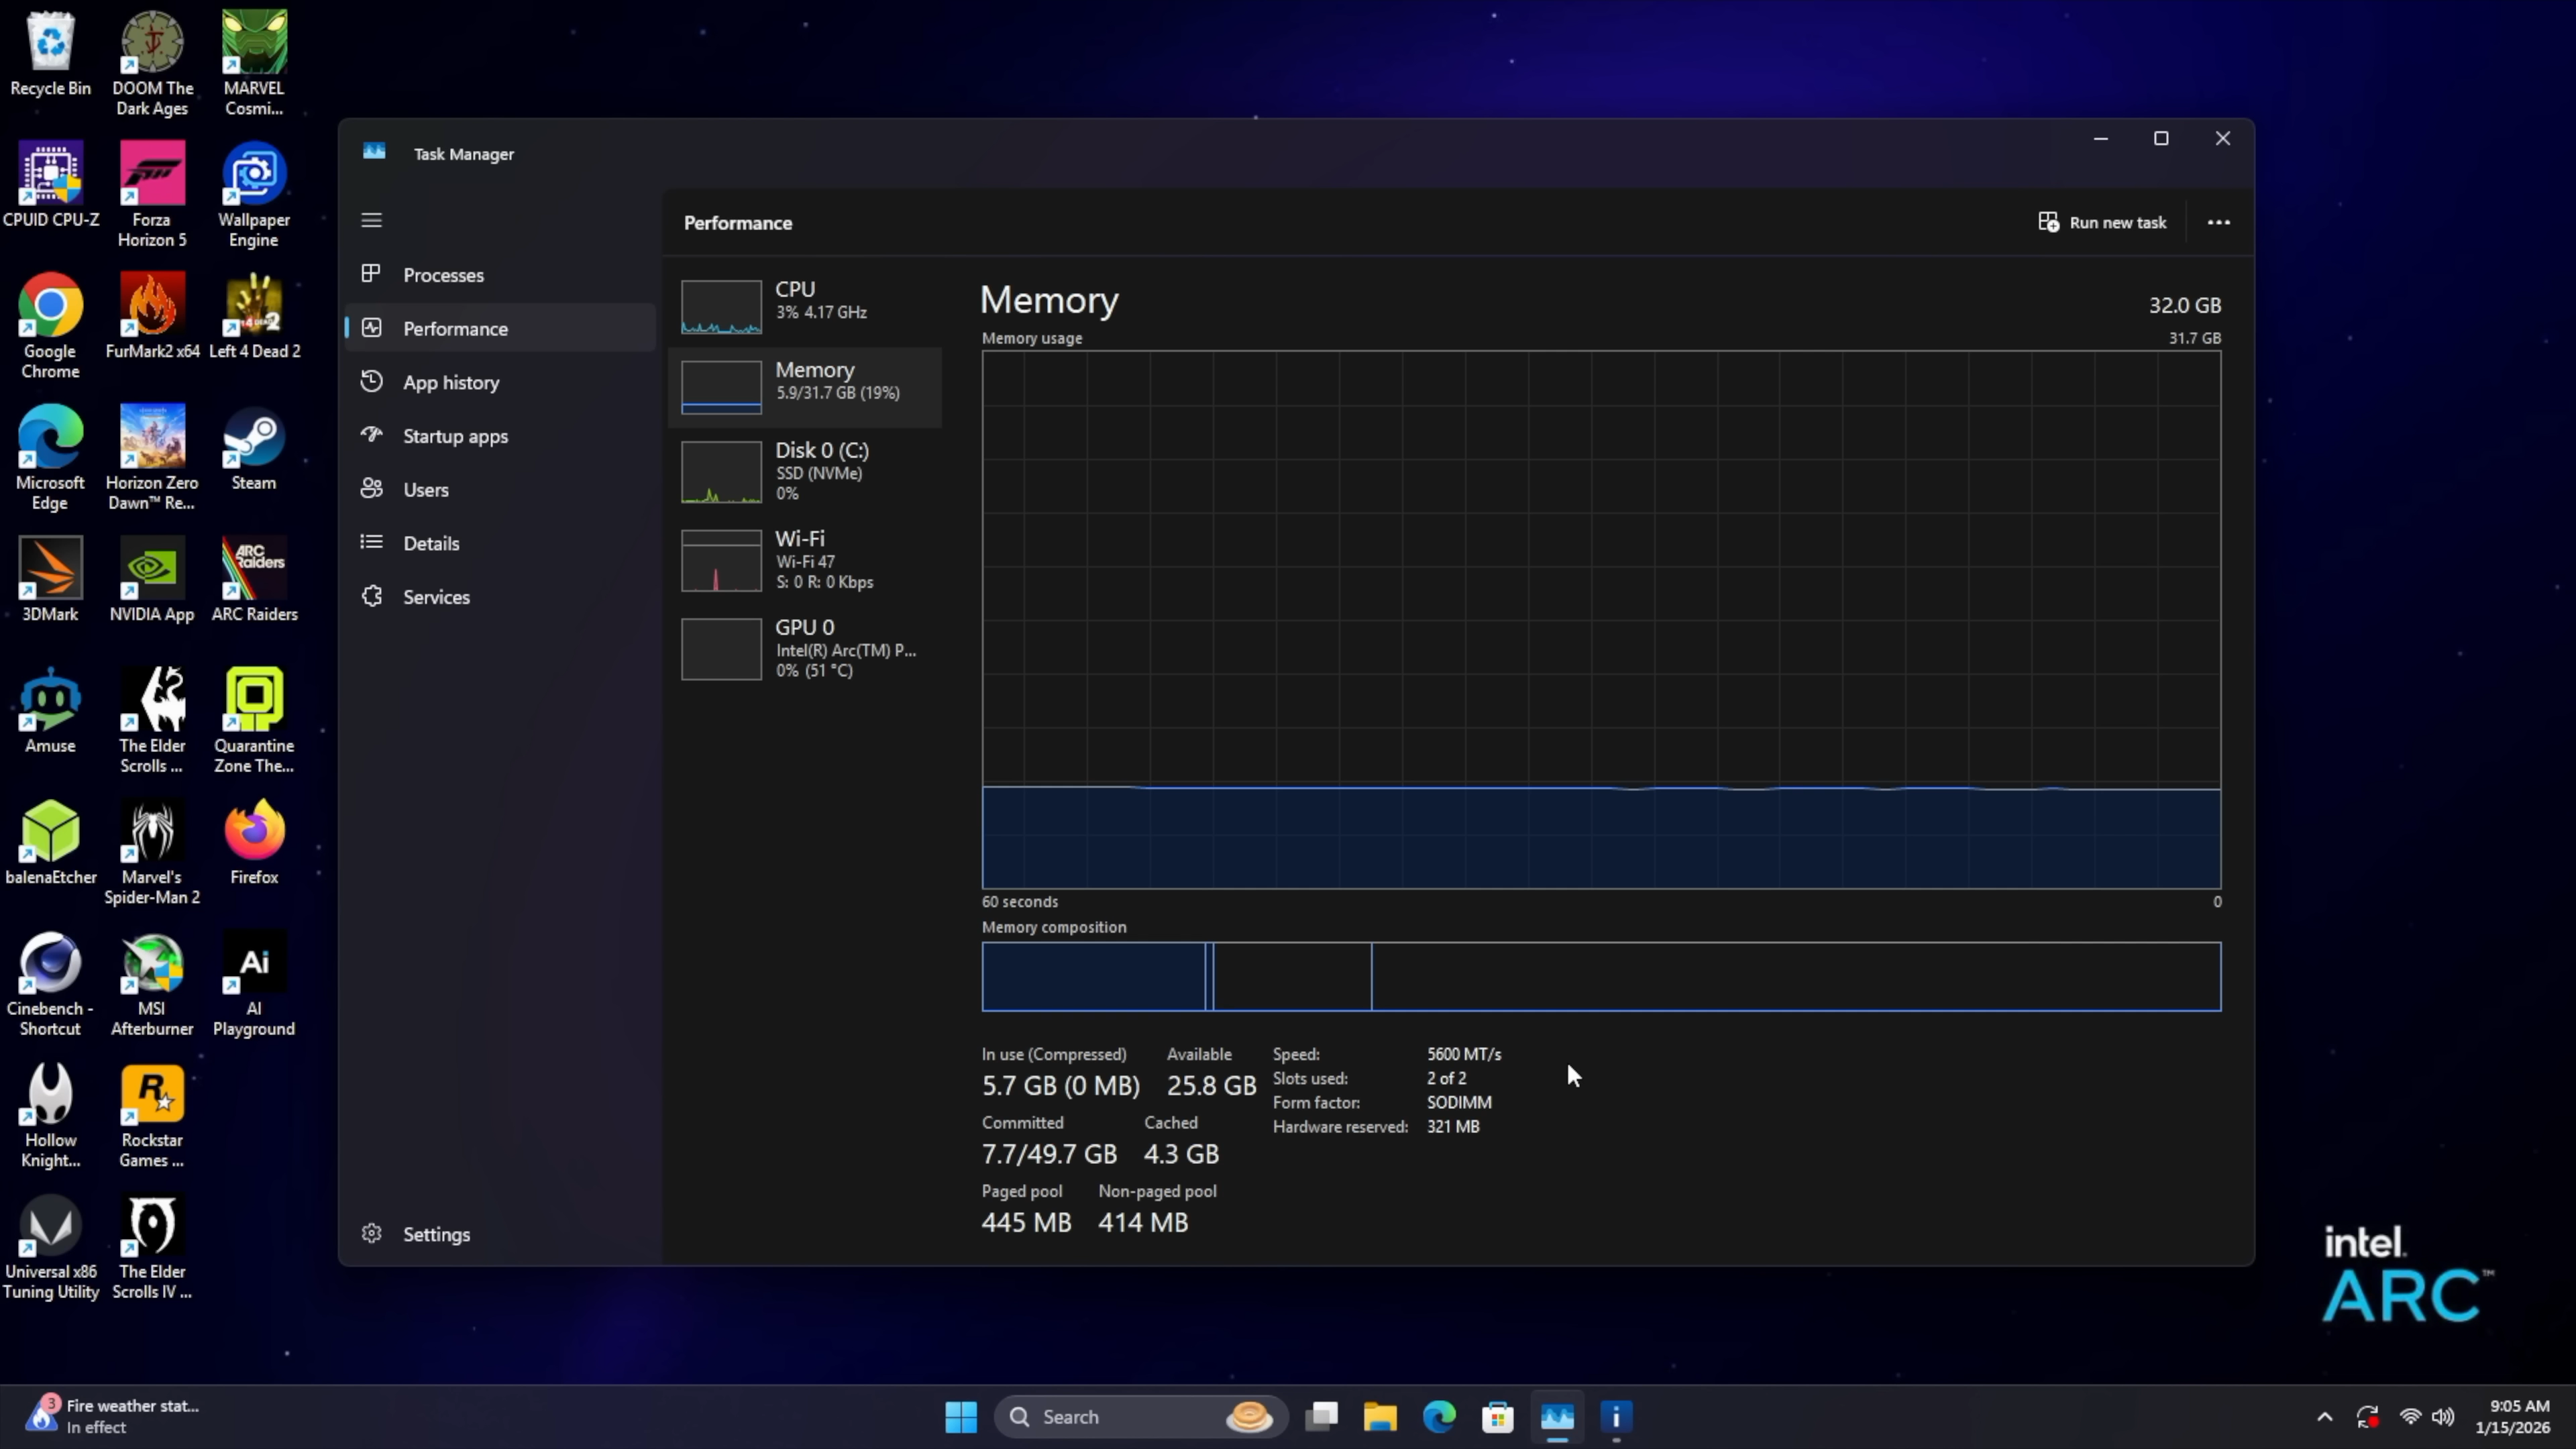 Recycle Bin
DOOM The
Dark Ages
MARVEL
Cosmi...
CPUID CPU-Z
Forza
Horizon 5
Wallpaper
Engine
Google
Chrome
FurMark2 x64
Left 4 Dead 2
Microsoft
Edge
Horizon Zero
Dawn™ Re...
Steam
3DMark
NVIDIA App
ARC
Raiders
ARC Raiders
Amuse
The Elder
Scrolls ...
Quarantine
Zone The...
balenaEtcher
Marvel's
Spider-Man 2
Firefox
Cinebench -
Shortcut
MSI
Afterburner
Ai
AI
Playground
Hollow
Knight...
Rockstar
Games ...
Universal x86
Tuning Utility
The Elder
Scrolls IV ...
Task Manager
Processes
Performance
App history
Startup apps
Users
Details
Services
Settings
Performance
Run new task
CPU
3% 4.17 GHz
Memory
5.9/31.7 GB (19%)
Disk 0 (C:)
SSD (NVMe)
0%
Wi-Fi
Wi-Fi 47
S: 0 R: 0 Kbps
GPU 0
Intel(R) Arc(TM) P...
0% (51 °C)
Memory
32.0 GB
Memory usage
31.7 GB
60 seconds
0
Memory composition
In use (Compressed)
5.7 GB (0 MB)
Available
25.8 GB
Committed
7.7/49.7 GB
Cached
4.3 GB
Paged pool
445 MB
Non-paged pool
414 MB
Speed: 5600 MT/s
Slots used: 2 of 2
Form factor: SODIMM
Hardware reserved: 321 MB
intel.
ARC™
3
Fire weather stat...
In effect
Search
9:05 AM
1/15/2026